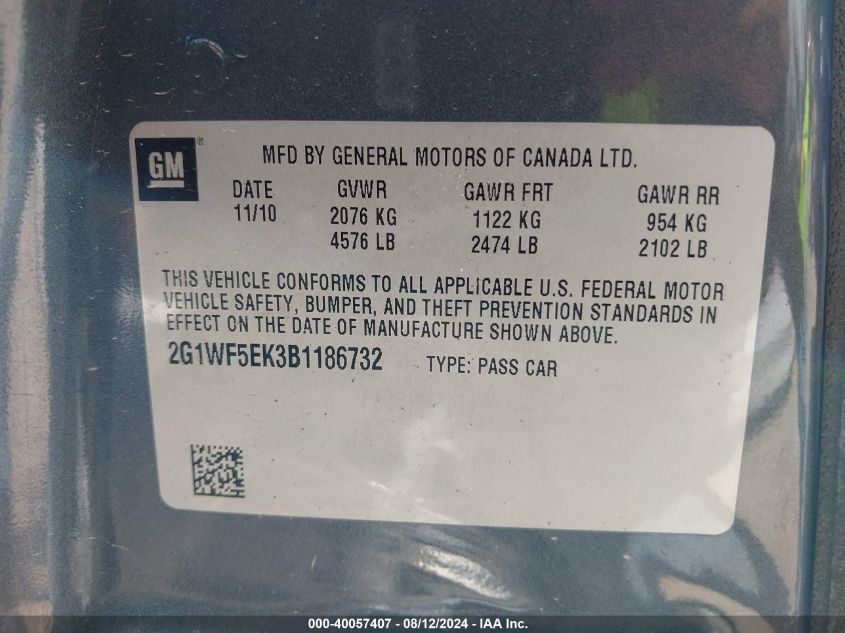 GM ®
MFD BY GENERAL MOTORS OF CANADA LTD.
DATE GVWR GAWR FRT GAWR RR
11/10 2076 KG 1122 KG 954 KG
4576 LB 2474 LB 2102 LB
THIS VEHICLE CONFORMS TO ALL APPLICABLE U.S. FEDERAL MOTOR
VEHICLE SAFETY, BUMPER, AND THEFT PREVENTION STANDARDS IN
EFFECT ON THE DATE OF MANUFACTURE SHOWN ABOVE.
2G1WF5EK3B1186732 TYPE: PASS CAR
000-40057407 - 08/12/2024 - IAA Inc.